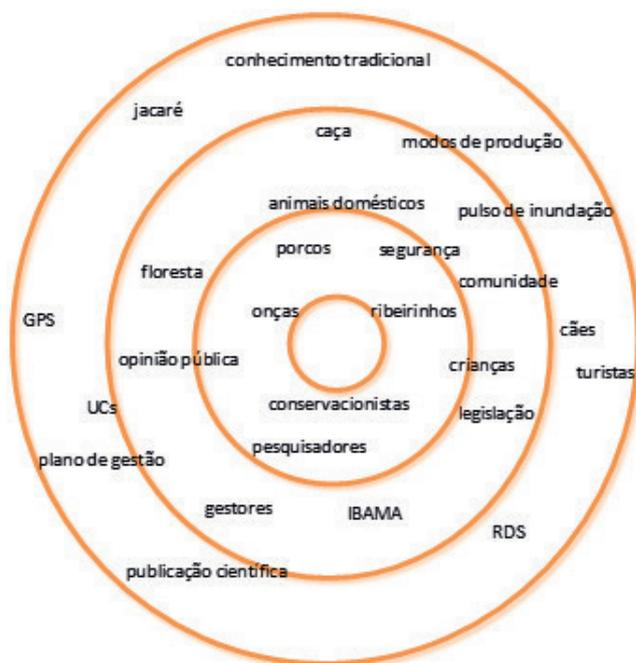 conhecimento tradicional
jacaré
caça
modos de produção
animais domésticos
pulso de inundação
porcos
segurança
floresta
comunidade
onças
ribeirinhos
GPS
cães
opinião pública
crianças
turistas
UCs
conservacionistas
legislação
pesquisadores
plano de gestão
gestores
IBAMA
RDS
publicação científica